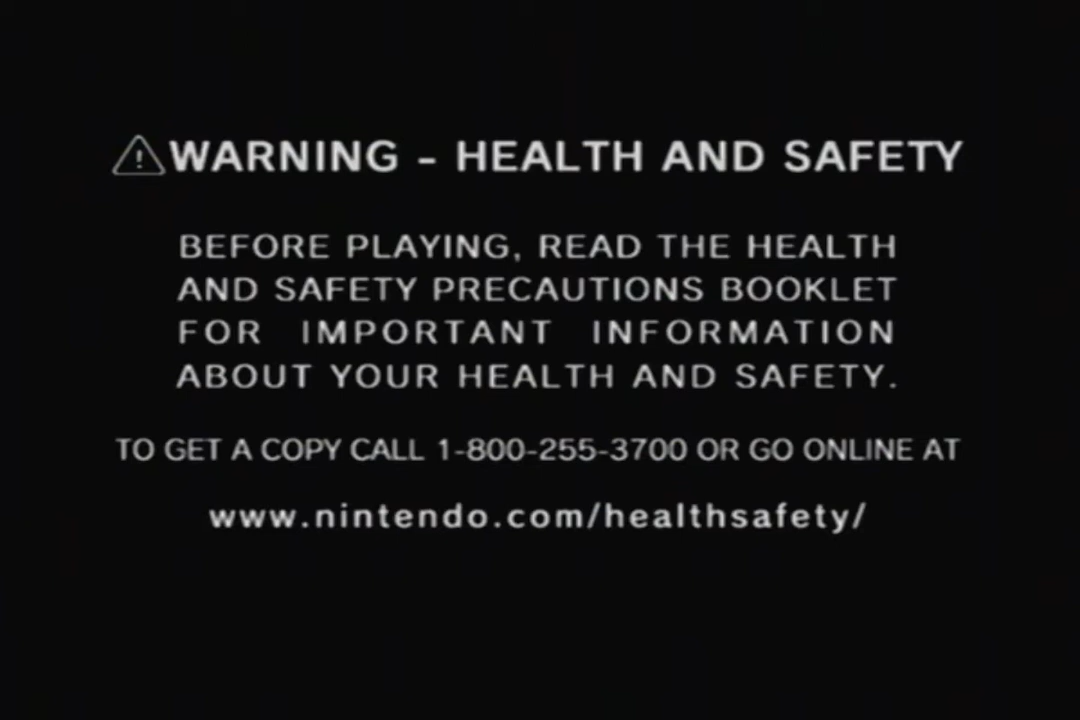 ⚠WARNING - HEALTH AND SAFETY
BEFORE PLAYING, READ THE HEALTH
AND SAFETY PRECAUTIONS BOOKLET
FOR IMPORTANT INFORMATION
ABOUT YOUR HEALTH AND SAFETY.
TO GET A COPY CALL 1-800-255-3700 OR GO ONLINE AT
www.nintendo.com/healthsafety/